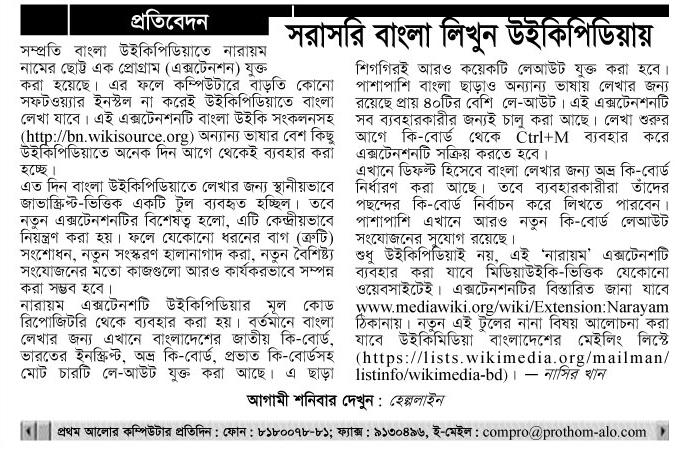 প্রতিবেদন
সরাসরি বাংলা লিখুন উইকিপিডিয়ায়
সম্প্রতি বাংলা উইকিপিডিয়াতে নারায়ম
নামের ছোট্ট এক প্রোগ্রাম (এক্সটেনশন) যুক্ত
করা হয়েছে। এর ফলে কম্পিউটারে বাড়তি কোনো
সফটওয়্যার ইনস্টল না করেই উইকিপিডিয়াতে বাংলা
লেখা যাবে। এই এক্সটেনশনটি বাংলা উইকি সংকলনসহ
(http://bn.wikisource.org) অন্যান্য ভাষার বেশ কিছু
উইকিপিডিয়াতে অনেক দিন আগে থেকেই ব্যবহার করা
হচ্ছে।
এত দিন বাংলা উইকিপিডিয়াতে লেখার জন্য স্থানীয়ভাবে
জাভাস্ক্রিপ্ট-ভিত্তিক একটি টুল ব্যবহৃত হচ্ছিল। তবে
নতুন এক্সটেনশনটির বিশেষত্ব হলো, এটি কেন্দ্রীয়ভাবে
নিয়ন্ত্রণ করা হয়। ফলে যেকোনো ধরনের বাগ (ত্রুটি)
সংশোধন, নতুন সংস্করণ হালানাগাদ করা, নতুন বৈশিষ্ট্য
সংযোজনের মতো কাজগুলো আরও কার্যকরভাবে সম্পন্ন
করা সম্ভব হবে।
নারায়ম এক্সটেনশটি উইকিপিডিয়ার মূল কোড
রিপোজিটরি থেকে ব্যবহার করা হয়। বর্তমানে বাংলা
লেখার জন্য এখানে বাংলাদেশের জাতীয় কি-বোর্ড,
ভারতের ইনস্ক্রিপ্ট, অভ্র কি-বোর্ড, প্রভাত কি-বোর্ডসহ
মোট চারটি লে-আউট যুক্ত করা আছে। এ ছাড়া
শিগগিরই আরও কয়েকটি লেআউট যুক্ত করা হবে।
পাশাপাশি বাংলা ছাড়াও অন্যান্য ভাষায় লেখার জন্য
রয়েছে প্রায় ৪০টির বেশি লে-আউট। এই এক্সটেনশনটি
সব ব্যবহারকারীর জন্যই চালু করা আছে। লেখা শুরুর
আগে কি-বোর্ড থেকে Ctrl+M ব্যবহার করে
এক্সটেনশনটি সক্রিয় করতে হবে।
এখানে ডিফল্ট হিসেবে বাংলা লেখার জন্য অভ্র কি-বোর্ড
নির্ধারণ করা আছে। তবে ব্যবহারকারীরা তাঁদের
পছন্দের কি-বোর্ড নির্বাচন করে লিখতে পারবেন।
পাশাপাশি এখানে আরও নতুন কি-বোর্ড লেআউট
সংযোজনের সুযোগ রয়েছে।
শুধু উইকিপিডিয়াই নয়, এই 'নারায়ম' এক্সটেনশটি
ব্যবহার করা যাবে মিডিয়াউইকি-ভিত্তিক যেকোনো
ওয়েবসাইটেই। এক্সটেনশনটির বিস্তারিত জানা যাবে
www.mediawiki.org/wiki/Extension:Narayam
ঠিকানায়। নতুন এই টুলের নানা বিষয় আলোচনা করা
যাবে উইকিমিডিয়া বাংলাদেশের মেইলিং লিস্টে
(https://lists.wikimedia.org/mailman/
listinfo/wikimedia-bd)। — নাসির খান
আগামী শনিবার দেখুন : হেল্পলাইন
প্রথম আলোর কম্পিউটার প্রতিদিন : ফোন : ৮১৮০০৭৮-৮১; ফ্যাক্স : ৯১৩০৪৯৬, ই-মেইল : compro@prothom-alo.com